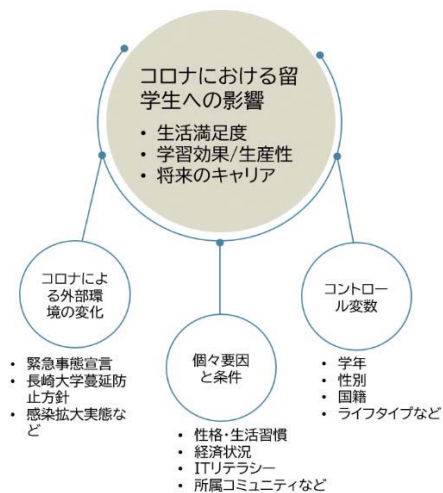 コロナにおける留
学生への影響
• 生活満足度
• 学習効果/生産性
• 将来のキャリア
コロナによ
る外部環
境の変化
• 緊急事態宣言
• 長崎大学蔓延防
止方針
• 感染拡大実態な
ど
個々要因
と条件
• 性格・生活習慣
• 経済状況
• ITリテラシー
• 所属コミュニティなど
コントロー
ル変数
• 学年
• 性別
• 国籍
• ライフタイプなど